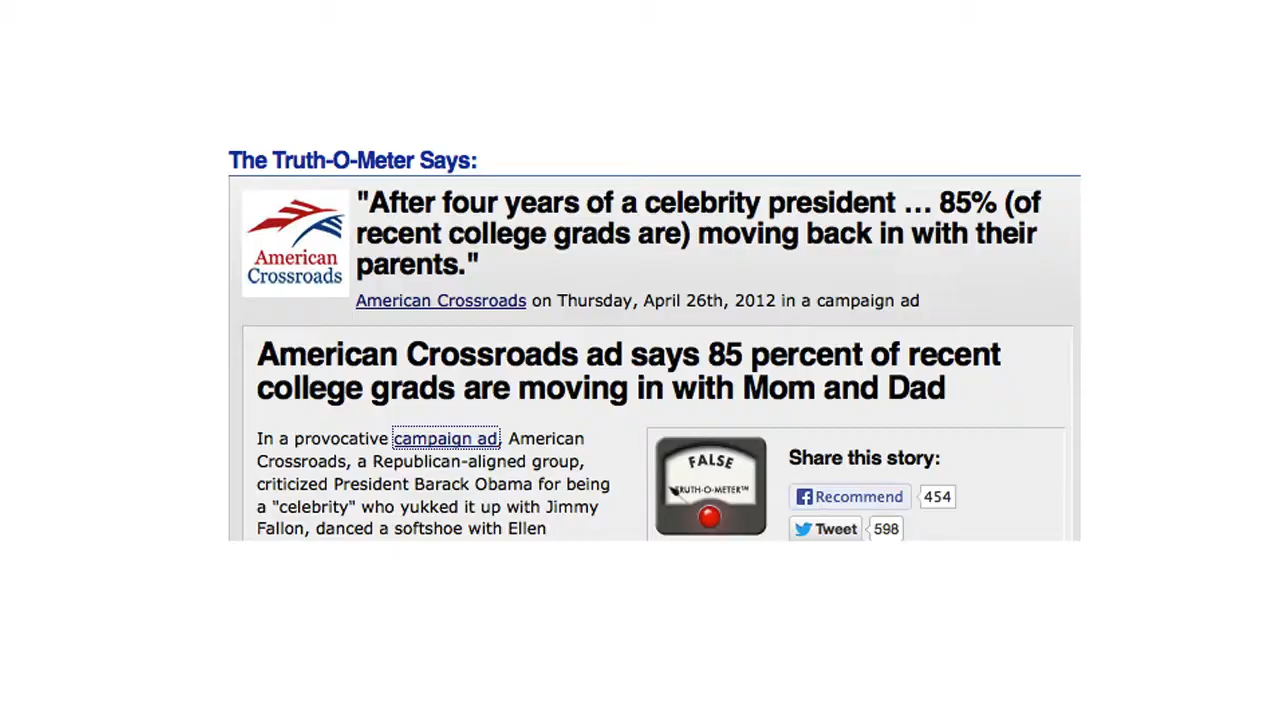 The Truth-O-Meter Says:
American
Crossroads
"After four years of a celebrity president … 85% (of
recent college grads are) moving back in with their
parents."
American Crossroads on Thursday, April 26th, 2012 in a campaign ad
American Crossroads ad says 85 percent of recent
college grads are moving in with Mom and Dad
In a provocative campaign ad, American
Crossroads, a Republican-aligned group,
criticized President Barack Obama for being
a "celebrity" who yukked it up with Jimmy
Fallon, danced a softshoe with Ellen
FALSE
TRUTH-O-METER™
Share this story:
Recommend 454
Tweet 598